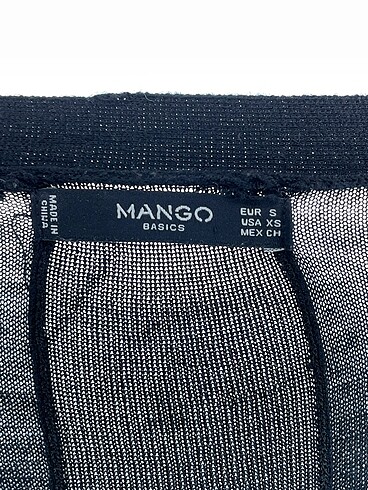 MADE IN
CHINA
MANGO
BASICS
EUR S
USA XS
MEX CH